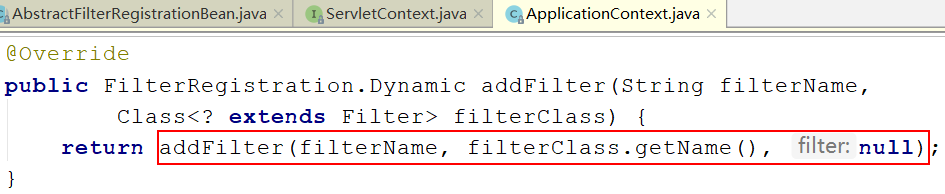 AbstractFilterRegistrationBean.java × ServletContext.java × ApplicationContext.java ×
@Override
public FilterRegistration.Dynamic addFilter(String filterName,
Class<? extends Filter> filterClass) {
return addFilter(filterName, filterClass.getName(), filter: null);
}